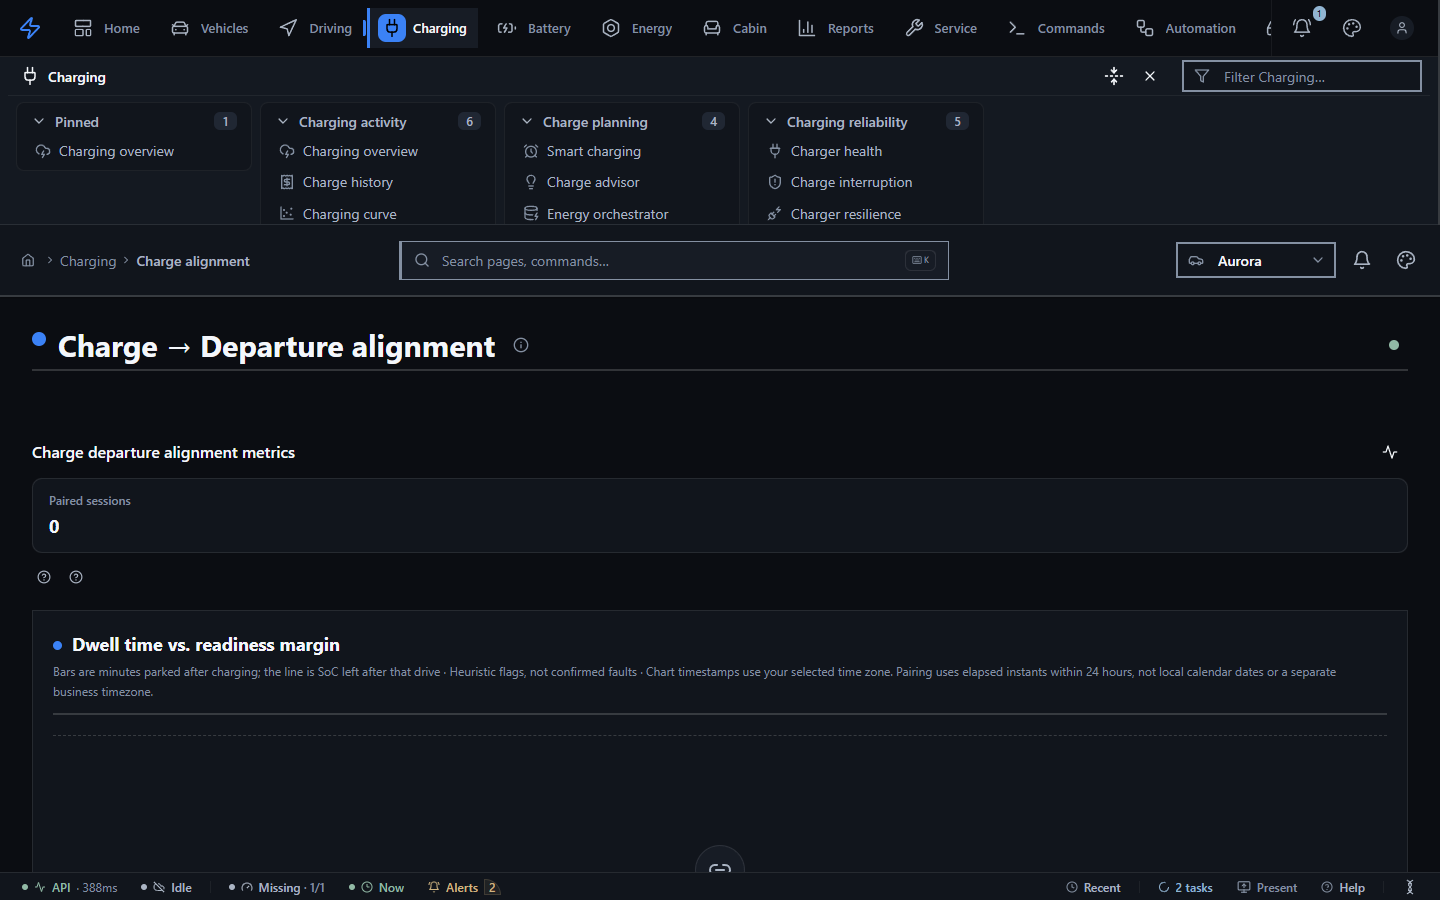 Home
Vehicles
Driving
Charging
Battery
Energy
Cabin
Reports
Service
Commands
Automation
1
Charging
Filter Charging...
Pinned 1
Charging overview
Charging activity 6
Charging overview
Charge history
Charging curve
Charge planning 4
Smart charging
Charge advisor
Energy orchestrator
Charging reliability 5
Charger health
Charge interruption
Charger resilience
Charging
Charge alignment
Search pages, commands...
K
Aurora
Charge → Departure alignment
Charge departure alignment metrics
Paired sessions
0
Dwell time vs. readiness margin
Bars are minutes parked after charging; the line is SoC left after that drive · Heuristic flags, not confirmed faults · Chart timestamps use your selected time zone. Pairing uses elapsed instants within 24 hours, not local calendar dates or a separate
business timezone.
API · 388ms
Idle
Missing · 1/1
Now
Alerts 2
Recent
2 tasks
Present
Help